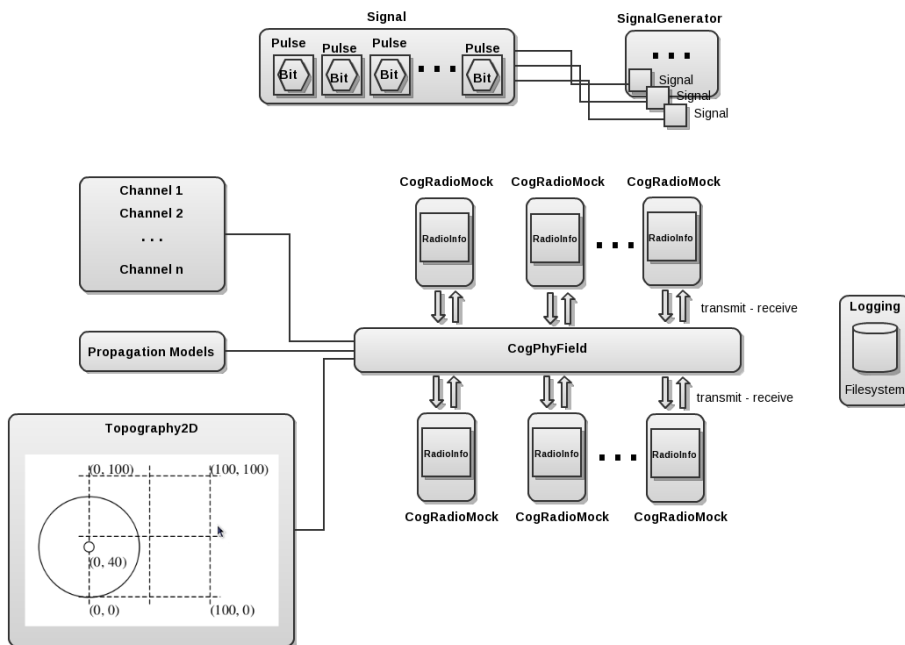 Signal
SignalGenerator
Pulse
Pulse
Pulse
Pulse
Bit
Bit
Bit
. . .
Bit
. . .
Signal
Signal
Signal
Channel 1
Channel 2
. . .
Channel n
CogRadioMock
CogRadioMock
CogRadioMock
RadioInfo
RadioInfo
. . .
RadioInfo
transmit - receive
Propagation Models
CogPhyField
Logging
Filesystem
transmit - receive
Topography2D
(0, 100)
(100, 100)
(0, 40)
(0, 0)
(100, 0)
RadioInfo
RadioInfo
. . .
RadioInfo
CogRadioMock
CogRadioMock
CogRadioMock